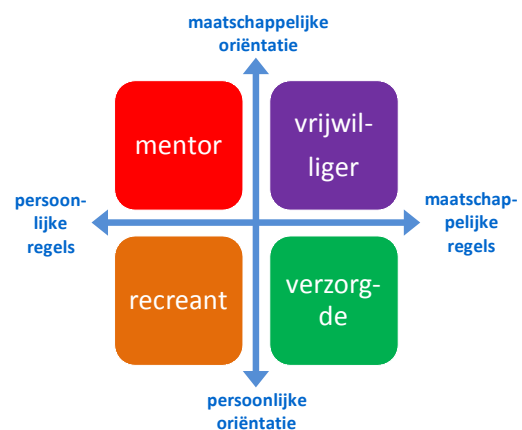 maatschappelijke
oriëntatie
mentor
vrijwil-
liger
persoon-
lijke
regels
maatschap-
pelijke
regels
recreant
verzorg-
de
persoonlijke
oriëntatie